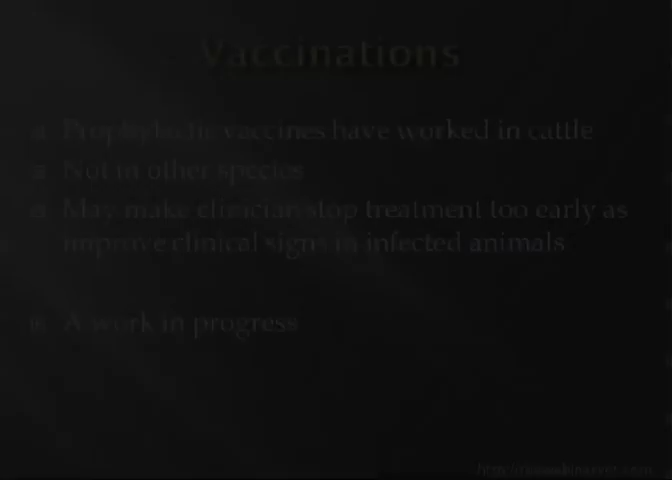 Vaccinations
Prophylactic vaccines have worked in cattle
Not in other species
May make clinician stop treatment too early as
improve clinical signs in infected animals
A work in progress